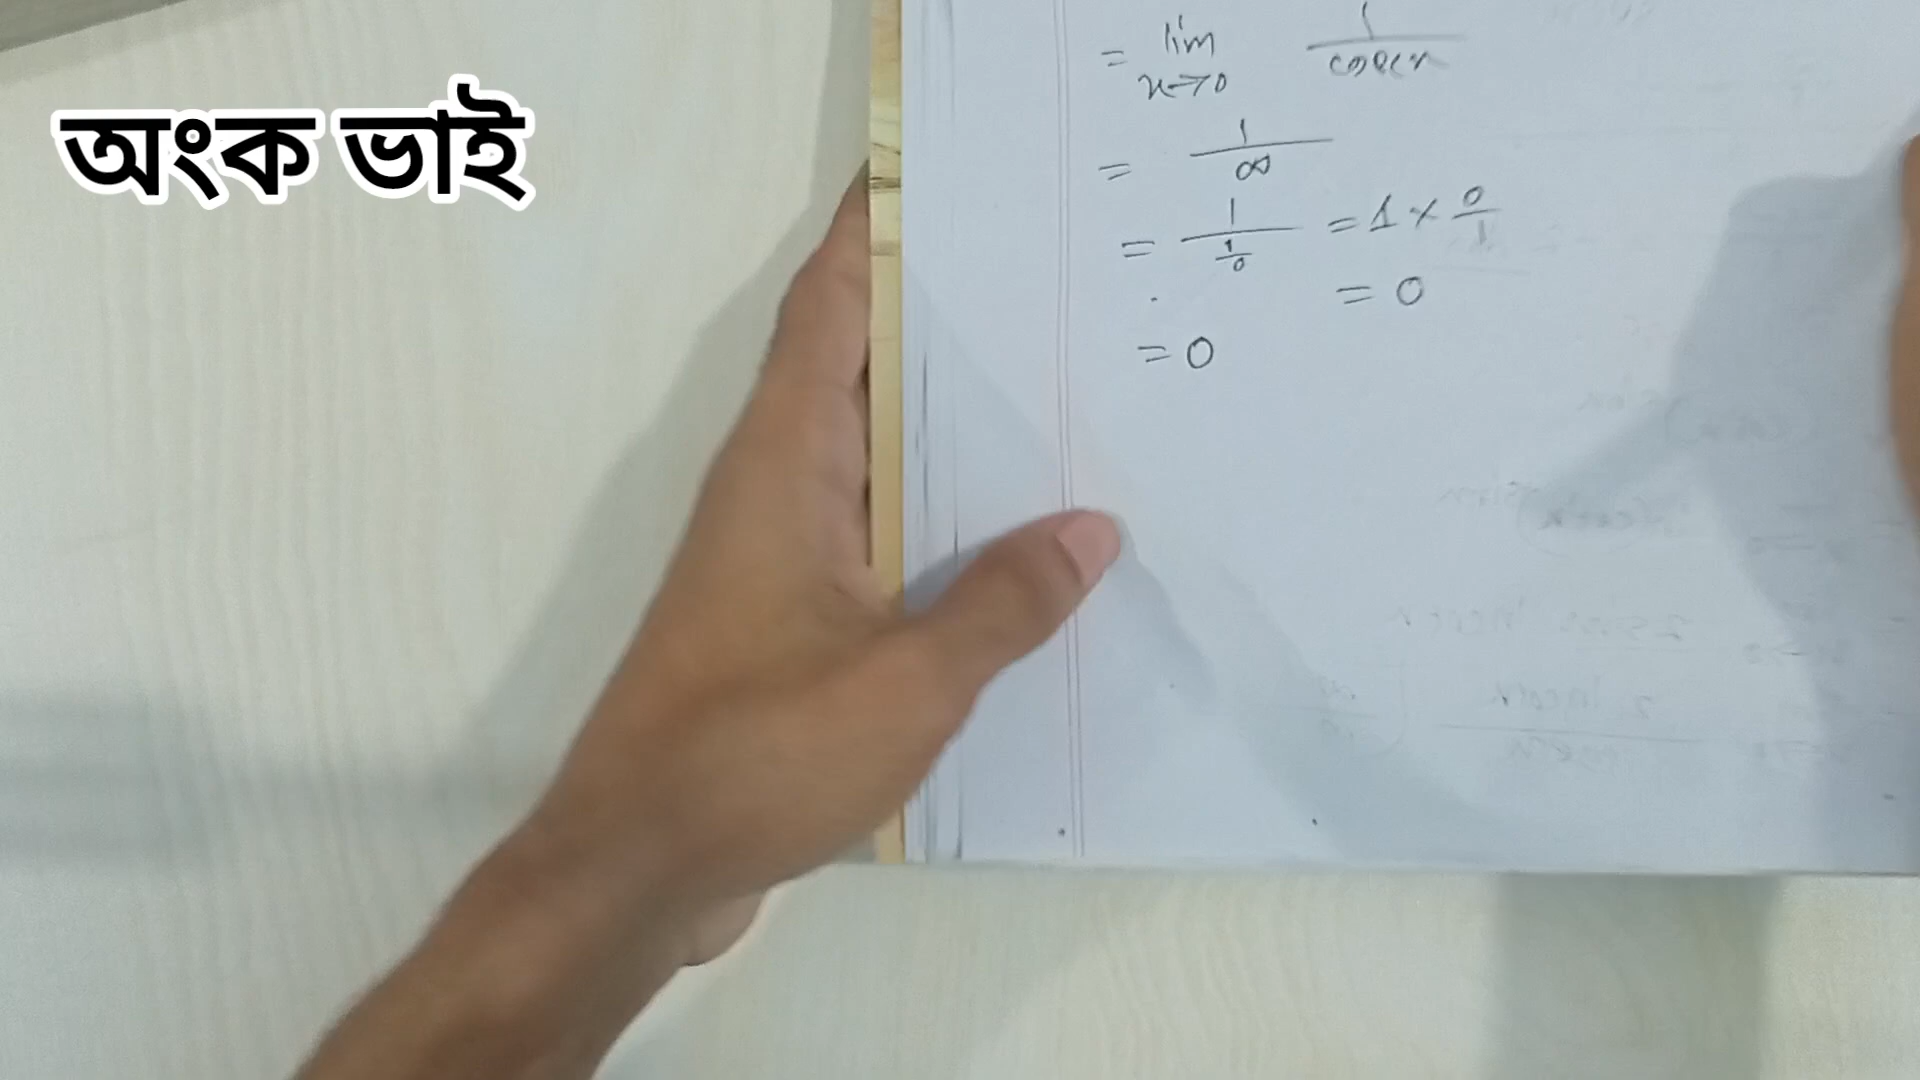 অংক ভাই
= lim x→0 1/cosecx
= 1/∞
= 1/(1/0) = 1 × 0/1
= 0
= 0